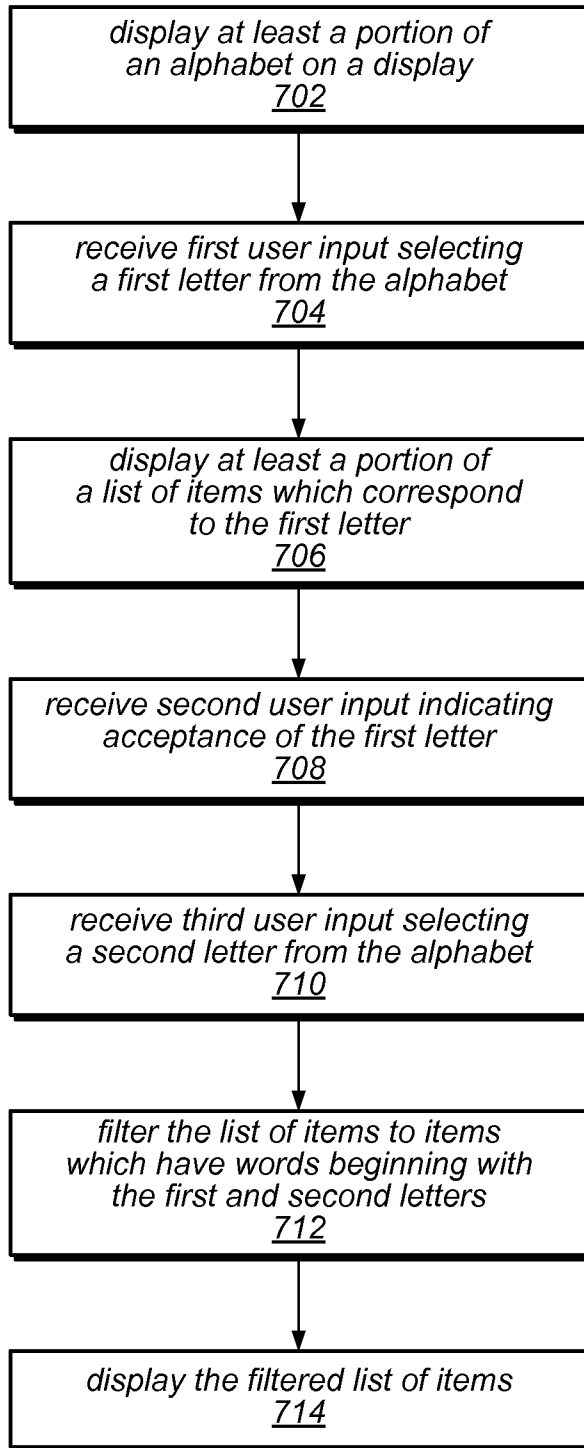 display at least a portion of
an alphabet on a display
702
receive first user input selecting
a first letter from the alphabet
704
display at least a portion of
a list of items which correspond
to the first letter
706
receive second user input indicating
acceptance of the first letter
708
receive third user input selecting
a second letter from the alphabet
710
filter the list of items to items
which have words beginning with
the first and second letters
712
display the filtered list of items
714